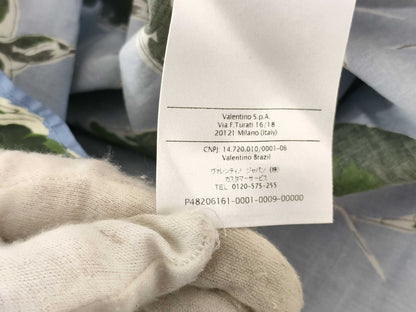 Valentino S.p.A.
Via F.Turati 16/18
20121 Milano (Italy)
CNPJ: 14.720.010/0001-06
Valentino Brazil
ヴァレンティノ ジャパン (株)
カスタマーサービス
TEL 0120-575-255
P48206161-0001-0009-00000